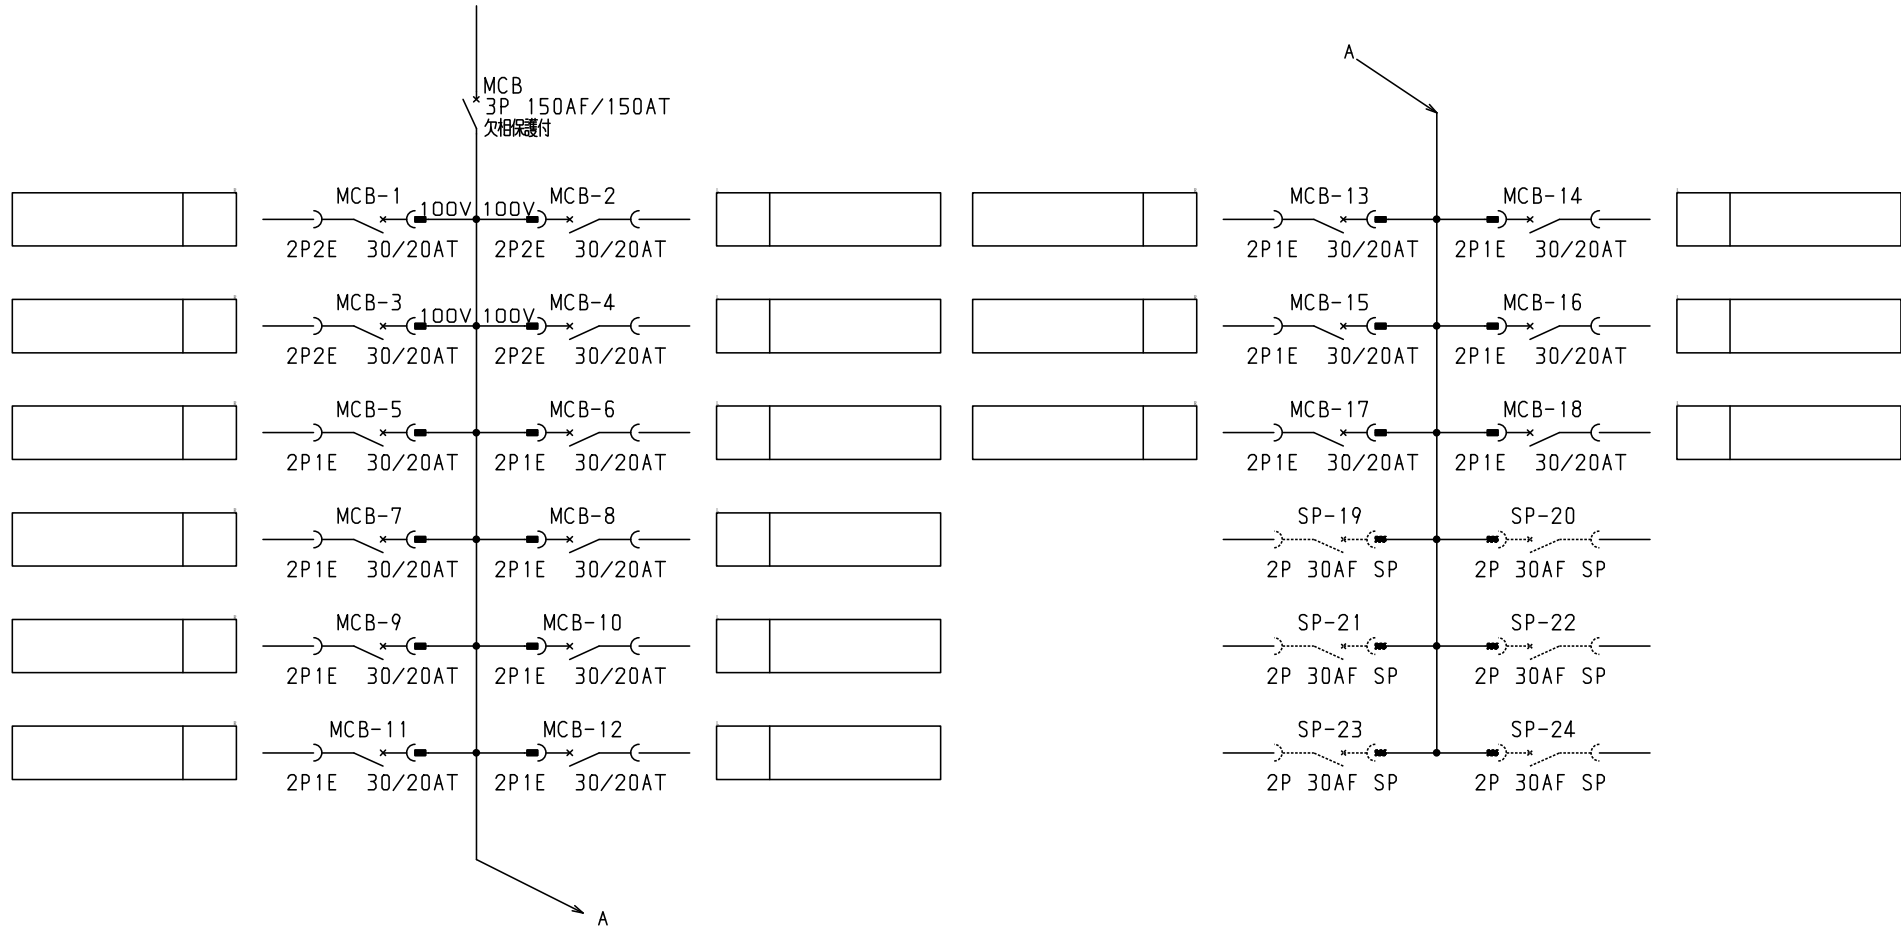 MCB
3P 150AF/150AT
欠相保護付
MCB-1 100V 100V MCB-2
2P2E 30/20AT 2P2E 30/20AT
MCB-3 100V 100V MCB-4
2P2E 30/20AT 2P2E 30/20AT
MCB-5 MCB-6
2P1E 30/20AT 2P1E 30/20AT
MCB-7 MCB-8
2P1E 30/20AT 2P1E 30/20AT
MCB-9 MCB-10
2P1E 30/20AT 2P1E 30/20AT
MCB-11 MCB-12
2P1E 30/20AT 2P1E 30/20AT
A
A
MCB-13 MCB-14
2P1E 30/20AT 2P1E 30/20AT
MCB-15 MCB-16
2P1E 30/20AT 2P1E 30/20AT
MCB-17 MCB-18
2P1E 30/20AT 2P1E 30/20AT
SP-19 SP-20
2P 30AF SP 2P 30AF SP
SP-21 SP-22
2P 30AF SP 2P 30AF SP
SP-23 SP-24
2P 30AF SP 2P 30AF SP